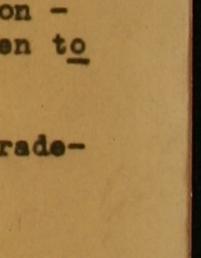 on –
en to
rade-